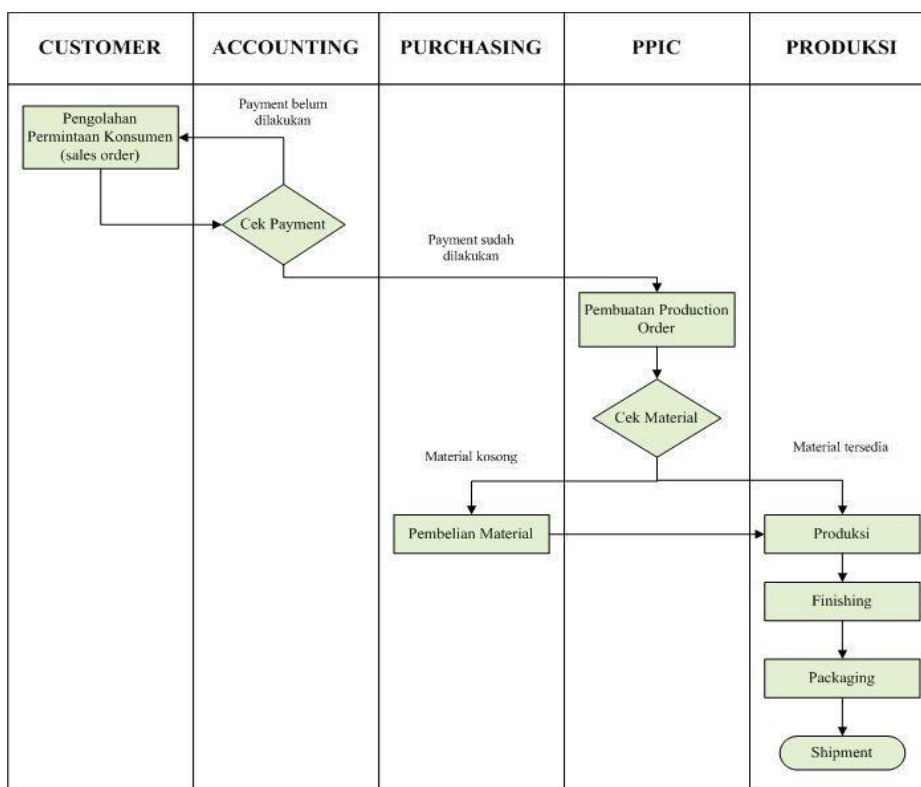 CUSTOMER
ACCOUNTING
PURCHASING
PPIC
PRODUKSI
Pengolahan
Permintaan Konsumen
(sales order)
Payment belum
dilakukan
Cek Payment
Payment sudah
dilakukan
Pembuatan Production
Order
Cek Material
Material kosong
Material tersedia
Pembelian Material
Produksi
Finishing
Packaging
Shipment